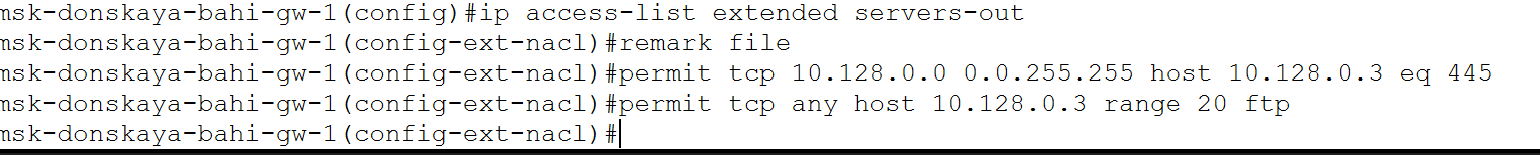 msk-donskaya-bahi-gw-1(config)#ip access-list extended servers-out
msk-donskaya-bahi-gw-1(config-ext-nacl)#remark file
msk-donskaya-bahi-gw-1(config-ext-nacl)#permit tcp 10.128.0.0 0.0.255.255 host 10.128.0.3 eq 445
msk-donskaya-bahi-gw-1(config-ext-nacl)#permit tcp any host 10.128.0.3 range 20 ftp
msk-donskaya-bahi-gw-1(config-ext-nacl)#